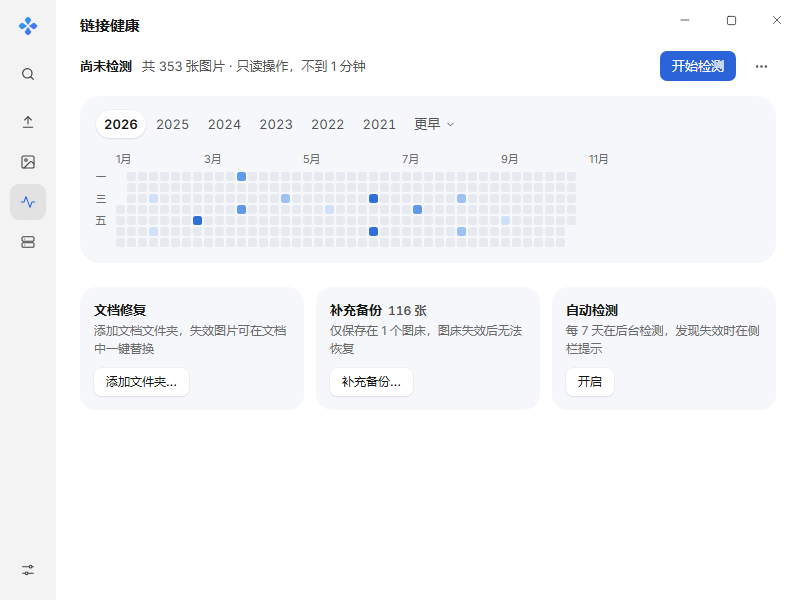 链接健康
尚未检测 共 353 张图片 · 只读操作，不到 1 分钟 开始检测
2026 2025 2024 2023 2022 2021 更早
1月 3月 5月 7月 9月 11月
一
三
五
文档修复
添加文档文件夹，失效图片可在文档
中一键替换
添加文件夹...
补充备份 116 张
仅保存在 1 个图床，图床失效后无法
恢复
补充备份...
自动检测
每 7 天在后台检测，发现失效时在侧
栏提示
开启